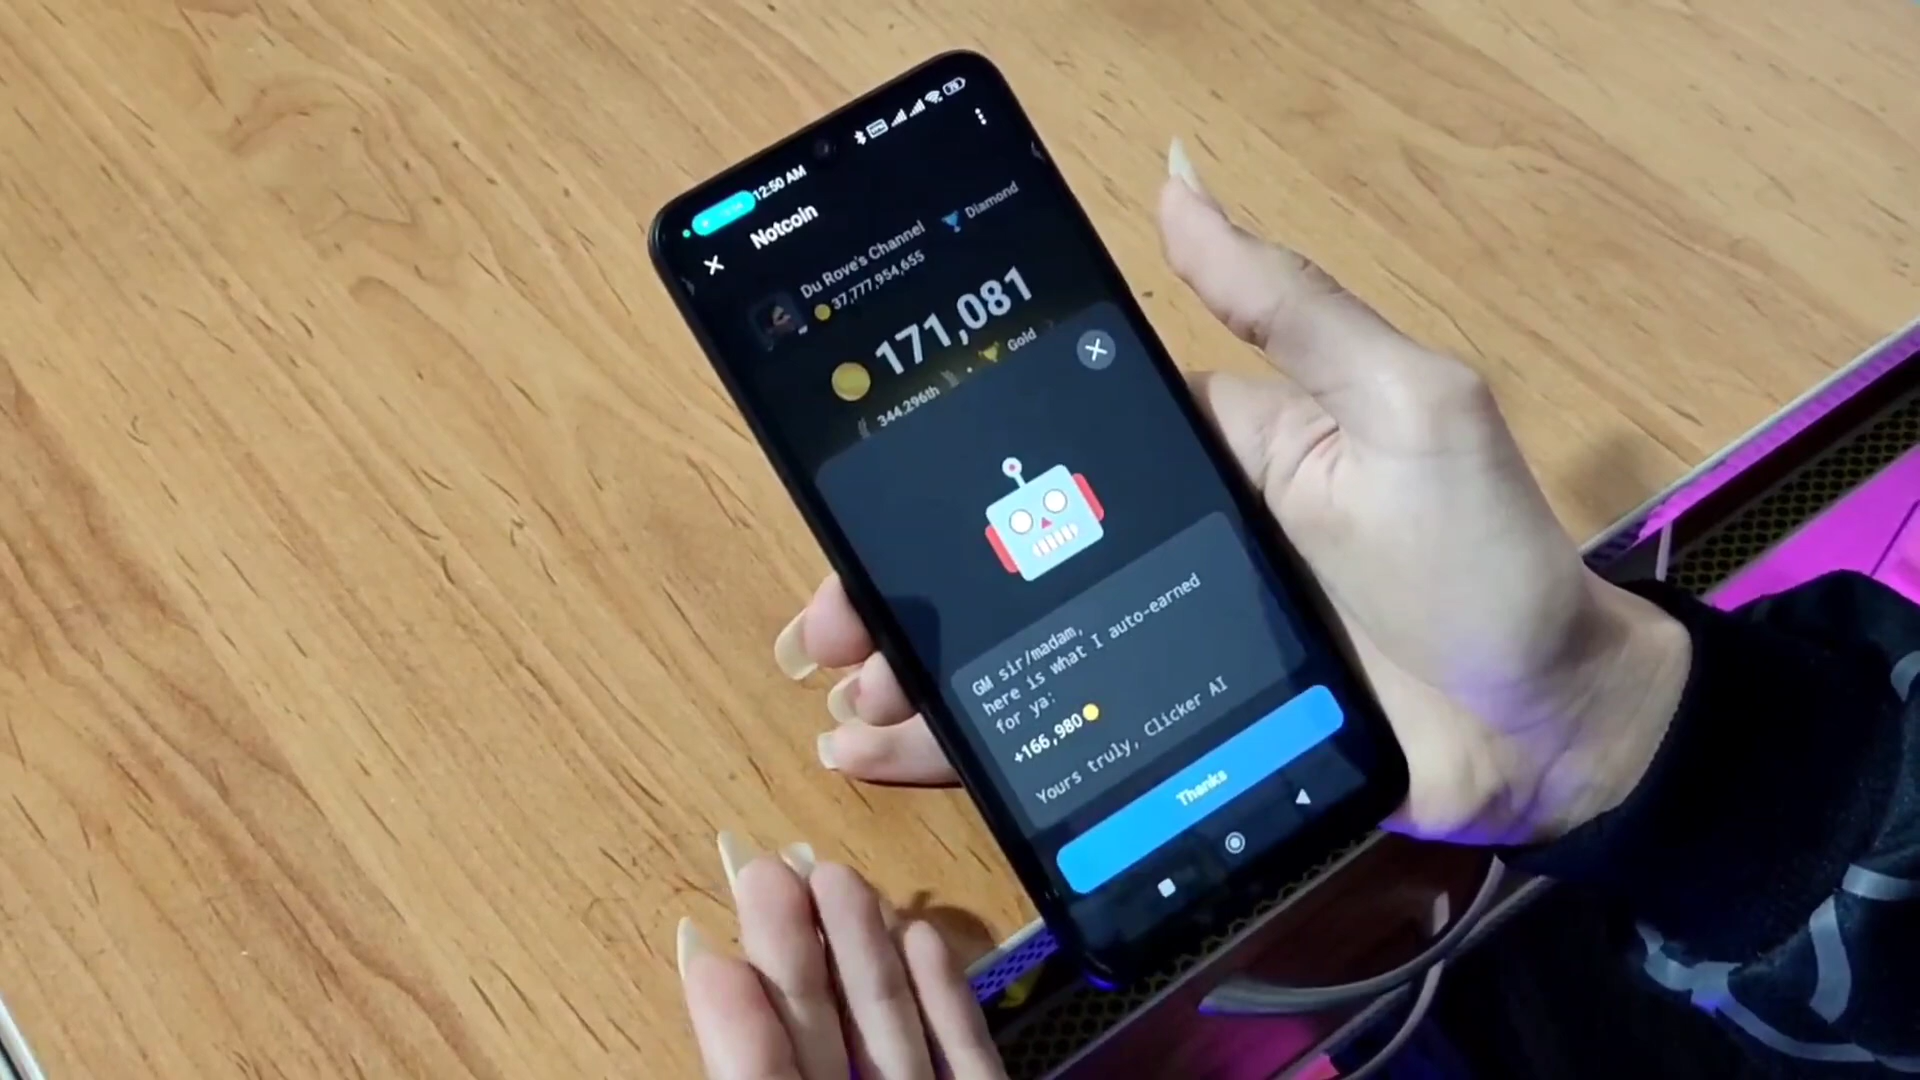 12:50 AM
Notcoin
Du Rove's Channel
Diamond
37,777,954,655
171,081
344,296th • Gold
GM sir/madam,
here is what I auto-earned
for ya:
+166,980
Yours truly, Clicker AI
Thanks